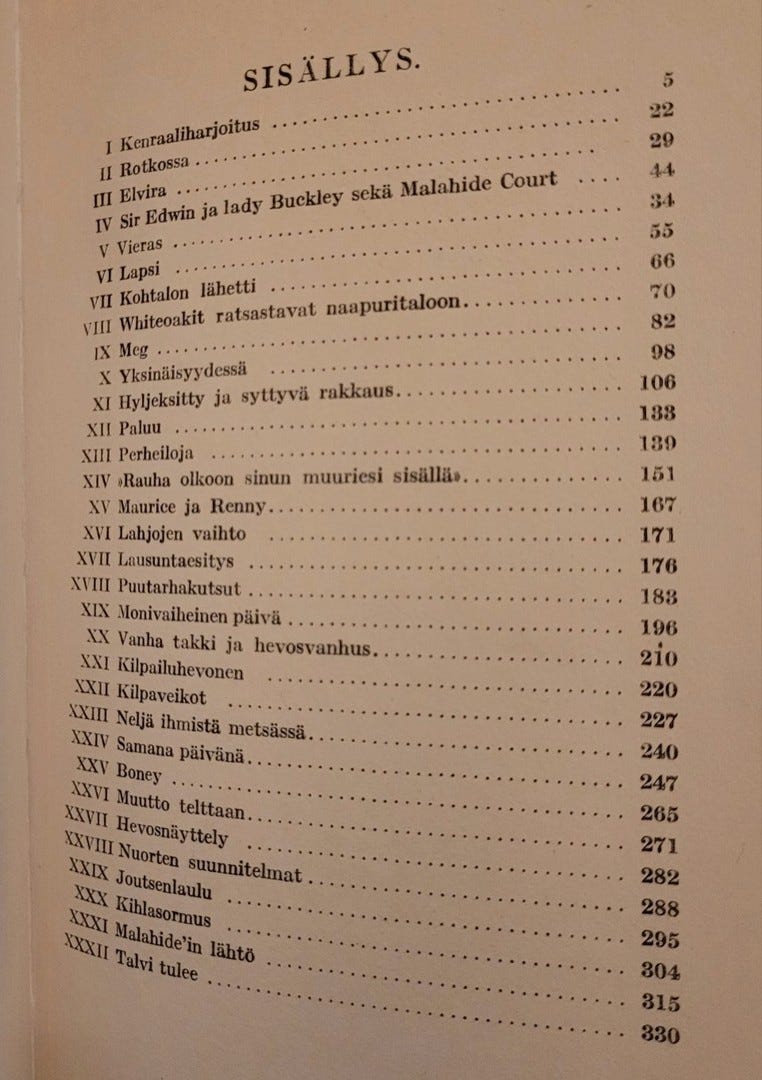 SISÄLLYS.
I Kenraaliharjoitus .......... 5
II Rotkossa .......... 22
III Elvira .......... 29
IV Sir Edwin ja lady Buckley sekä Malahide Court .... 44
V Vieras .......... 34
VI Lapsi .......... 55
VII Kohtalon lähetti .......... 66
VIII Whiteoakit ratsastavat naapuritaloon .......... 70
IX Meg .......... 82
X Yksinäisyydessä .......... 98
XI Hyljeksitty ja syttyvä rakkaus .......... 106
XII Paluu .......... 133
XIII Perheiloja .......... 139
XIV »Rauha olkoon sinun muuriesi sisällä» .......... 151
XV Maurice ja Renny .......... 167
XVI Lahjojen vaihto .......... 171
XVII Lausuntaesitys .......... 176
XVIII Puutarhakutsut .......... 183
XIX Monivaiheinen päivä .......... 196
XX Vanha takki ja hevosvanhus .......... 210
XXI Kilpailuhevonen .......... 220
XXII Kilpaveikot .......... 227
XXIII Neljä ihmistä metsässä .......... 240
XXIV Samana päivänä .......... 247
XXV Boney .......... 265
XXVI Muutto telttaan .......... 271
XXVII Hevosnäyttely .......... 282
XXVIII Nuorten suunnitelmat .......... 288
XXIX Joutsenlaulu .......... 295
XXX Kihlasormus .......... 304
XXXI Malahide'in lähtö .......... 315
XXXII Talvi tulee .......... 330